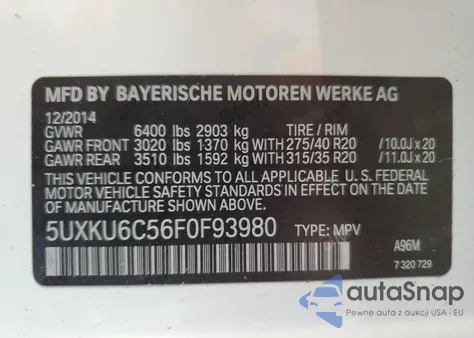 MFD BY BAYERISCHE MOTOREN WERKE AG
12/2014
GVWR 6400 lbs 2903 kg TIRE / RIM
GAWR FRONT 3020 lbs 1370 kg WITH 275/40 R20 /10.0J x 20
GAWR REAR 3510 lbs 1592 kg WITH 315/35 R20 /11.0J x 20
THIS VEHICLE CONFORMS TO ALL APPLICABLE U. S. FEDERAL
MOTOR VEHICLE SAFETY STANDARDS IN EFFECT ON THE
DATE OF MANUFACTURE SHOWN ABOVE.
5UXKU6C56F0F93980 TYPE: MPV
A96M
7 320 729
autoSnap
Pewne auta z aukcji USA i EU